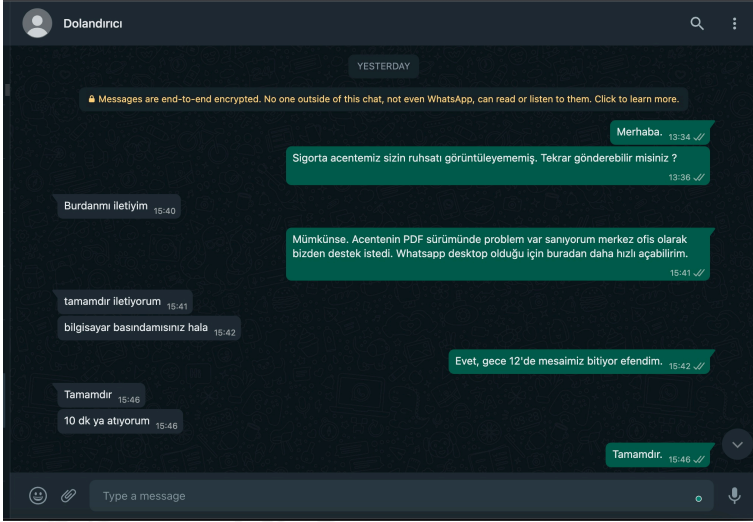 Dolandırıcı
YESTERDAY
Messages are end-to-end encrypted. No one outside of this chat, not even WhatsApp, can read or listen to them. Click to learn more.
Merhaba. 13:34
Sigorta acentemiz sizin ruhsatı görüntüleyememiş. Tekrar gönderebilir misiniz ?
13:36
Burdanmı iletiyim 15:40
Mümkünse. Acentenin PDF sürümünde problem var sanıyorum merkez ofis olarak
bizden destek istedi. Whatsapp desktop olduğu için buradan daha hızlı açabilirim.
15:41
tamamdır iletiyorum 15:41
bilgisayar basındamısınız hala 15:42
Evet, gece 12'de mesaimiz bitiyor efendim. 15:42
Tamamdır 15:46
10 dk ya atıyorum 15:46
Tamamdır. 15:46
Type a message